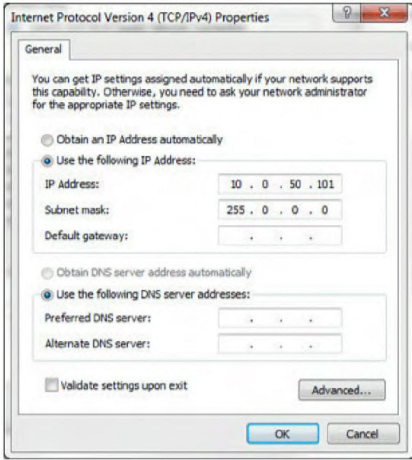 Internet Protocol Version 4 (TCP/IPv4) Properties
General
You can get IP settings assigned automatically if your network supports
this capability. Otherwise, you need to ask your network administrator
for the appropriate IP settings.
Obtain an IP Address automatically
Use the following IP Address:
IP Address: 10 . 0 . 50 . 101
Subnet mask: 255 . 0 . 0 . 0
Default gateway: . . .
Obtain DNS server address automatically
Use the following DNS server addresses:
Preferred DNS server: . . .
Alternate DNS server: . . .
Validate settings upon exit
Advanced...
OK Cancel